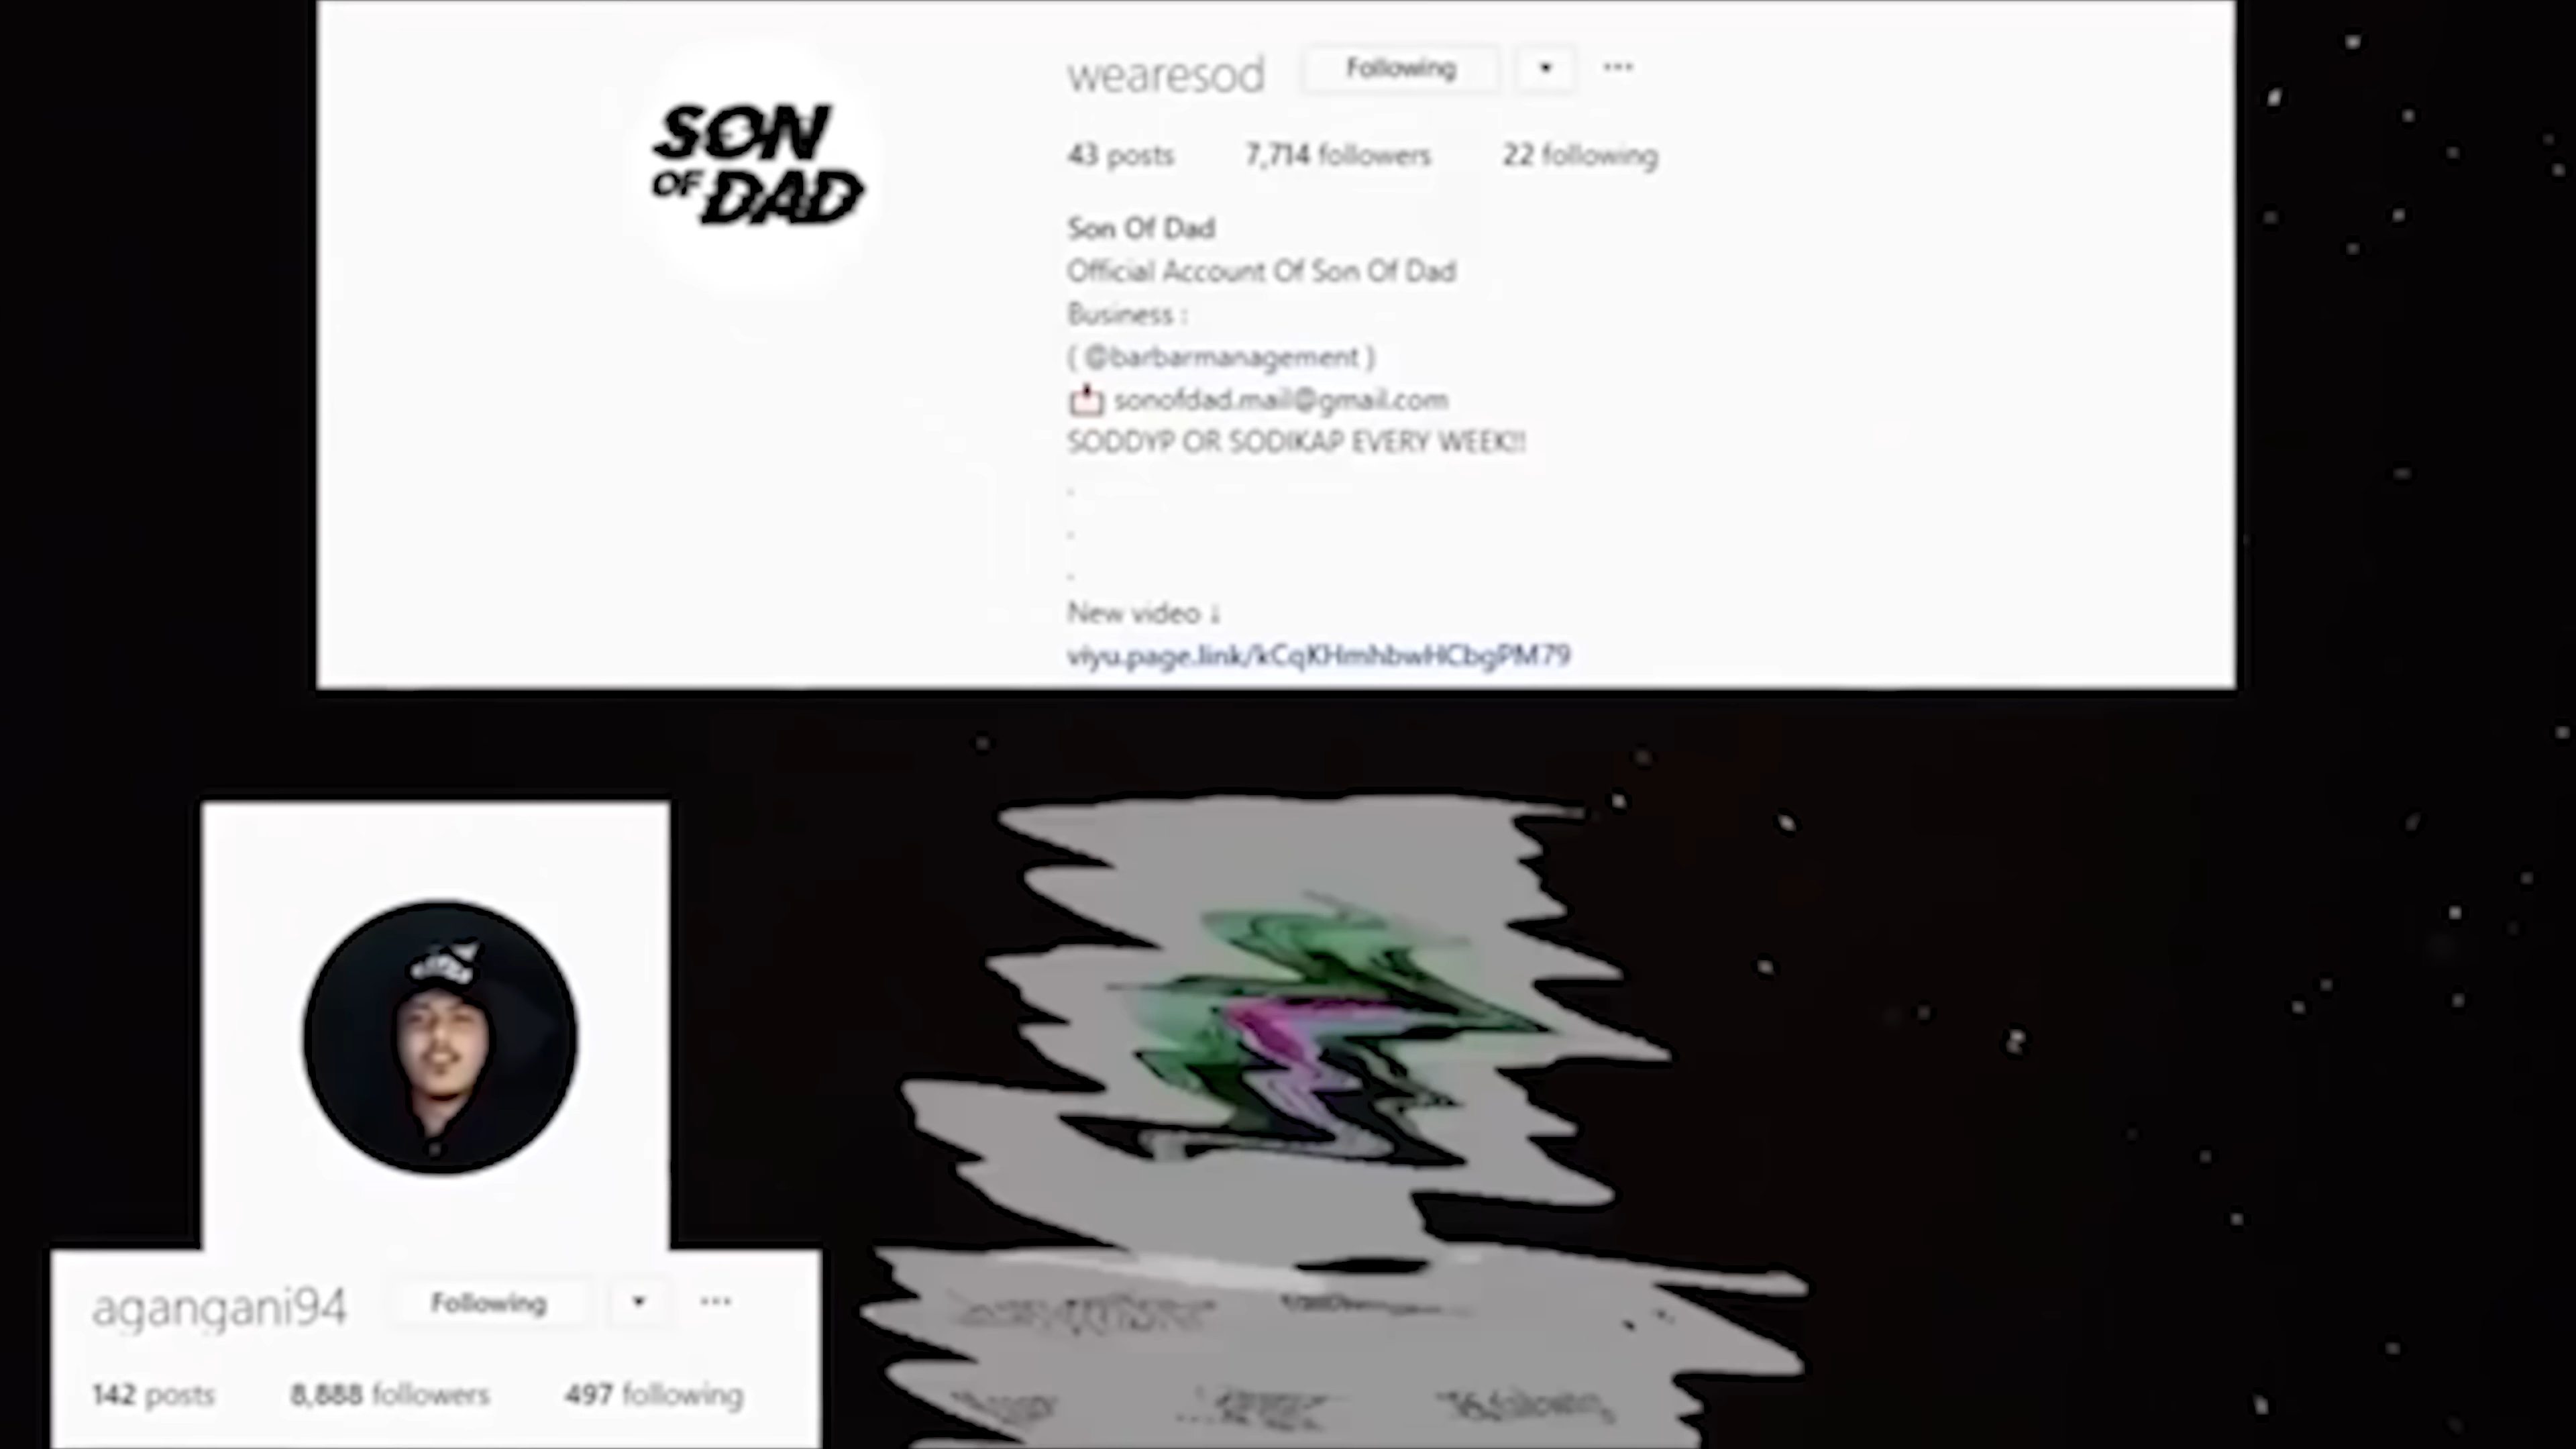 SON
OF DAD
wearesod Following ...
43 posts 7,714 followers 22 following
Son Of Dad
Official Account Of Son Of Dad
Business :
( @barbarmanagement )
sonofdad.mail@gmail.com
SODDYP OR SODIKAP EVERY WEEK!!
.
.
.
New video ↓
viyu.page.link/kCqKHmhbwHCbgPM79
agangani94 Following ...
142 posts 8,888 followers 497 following
following